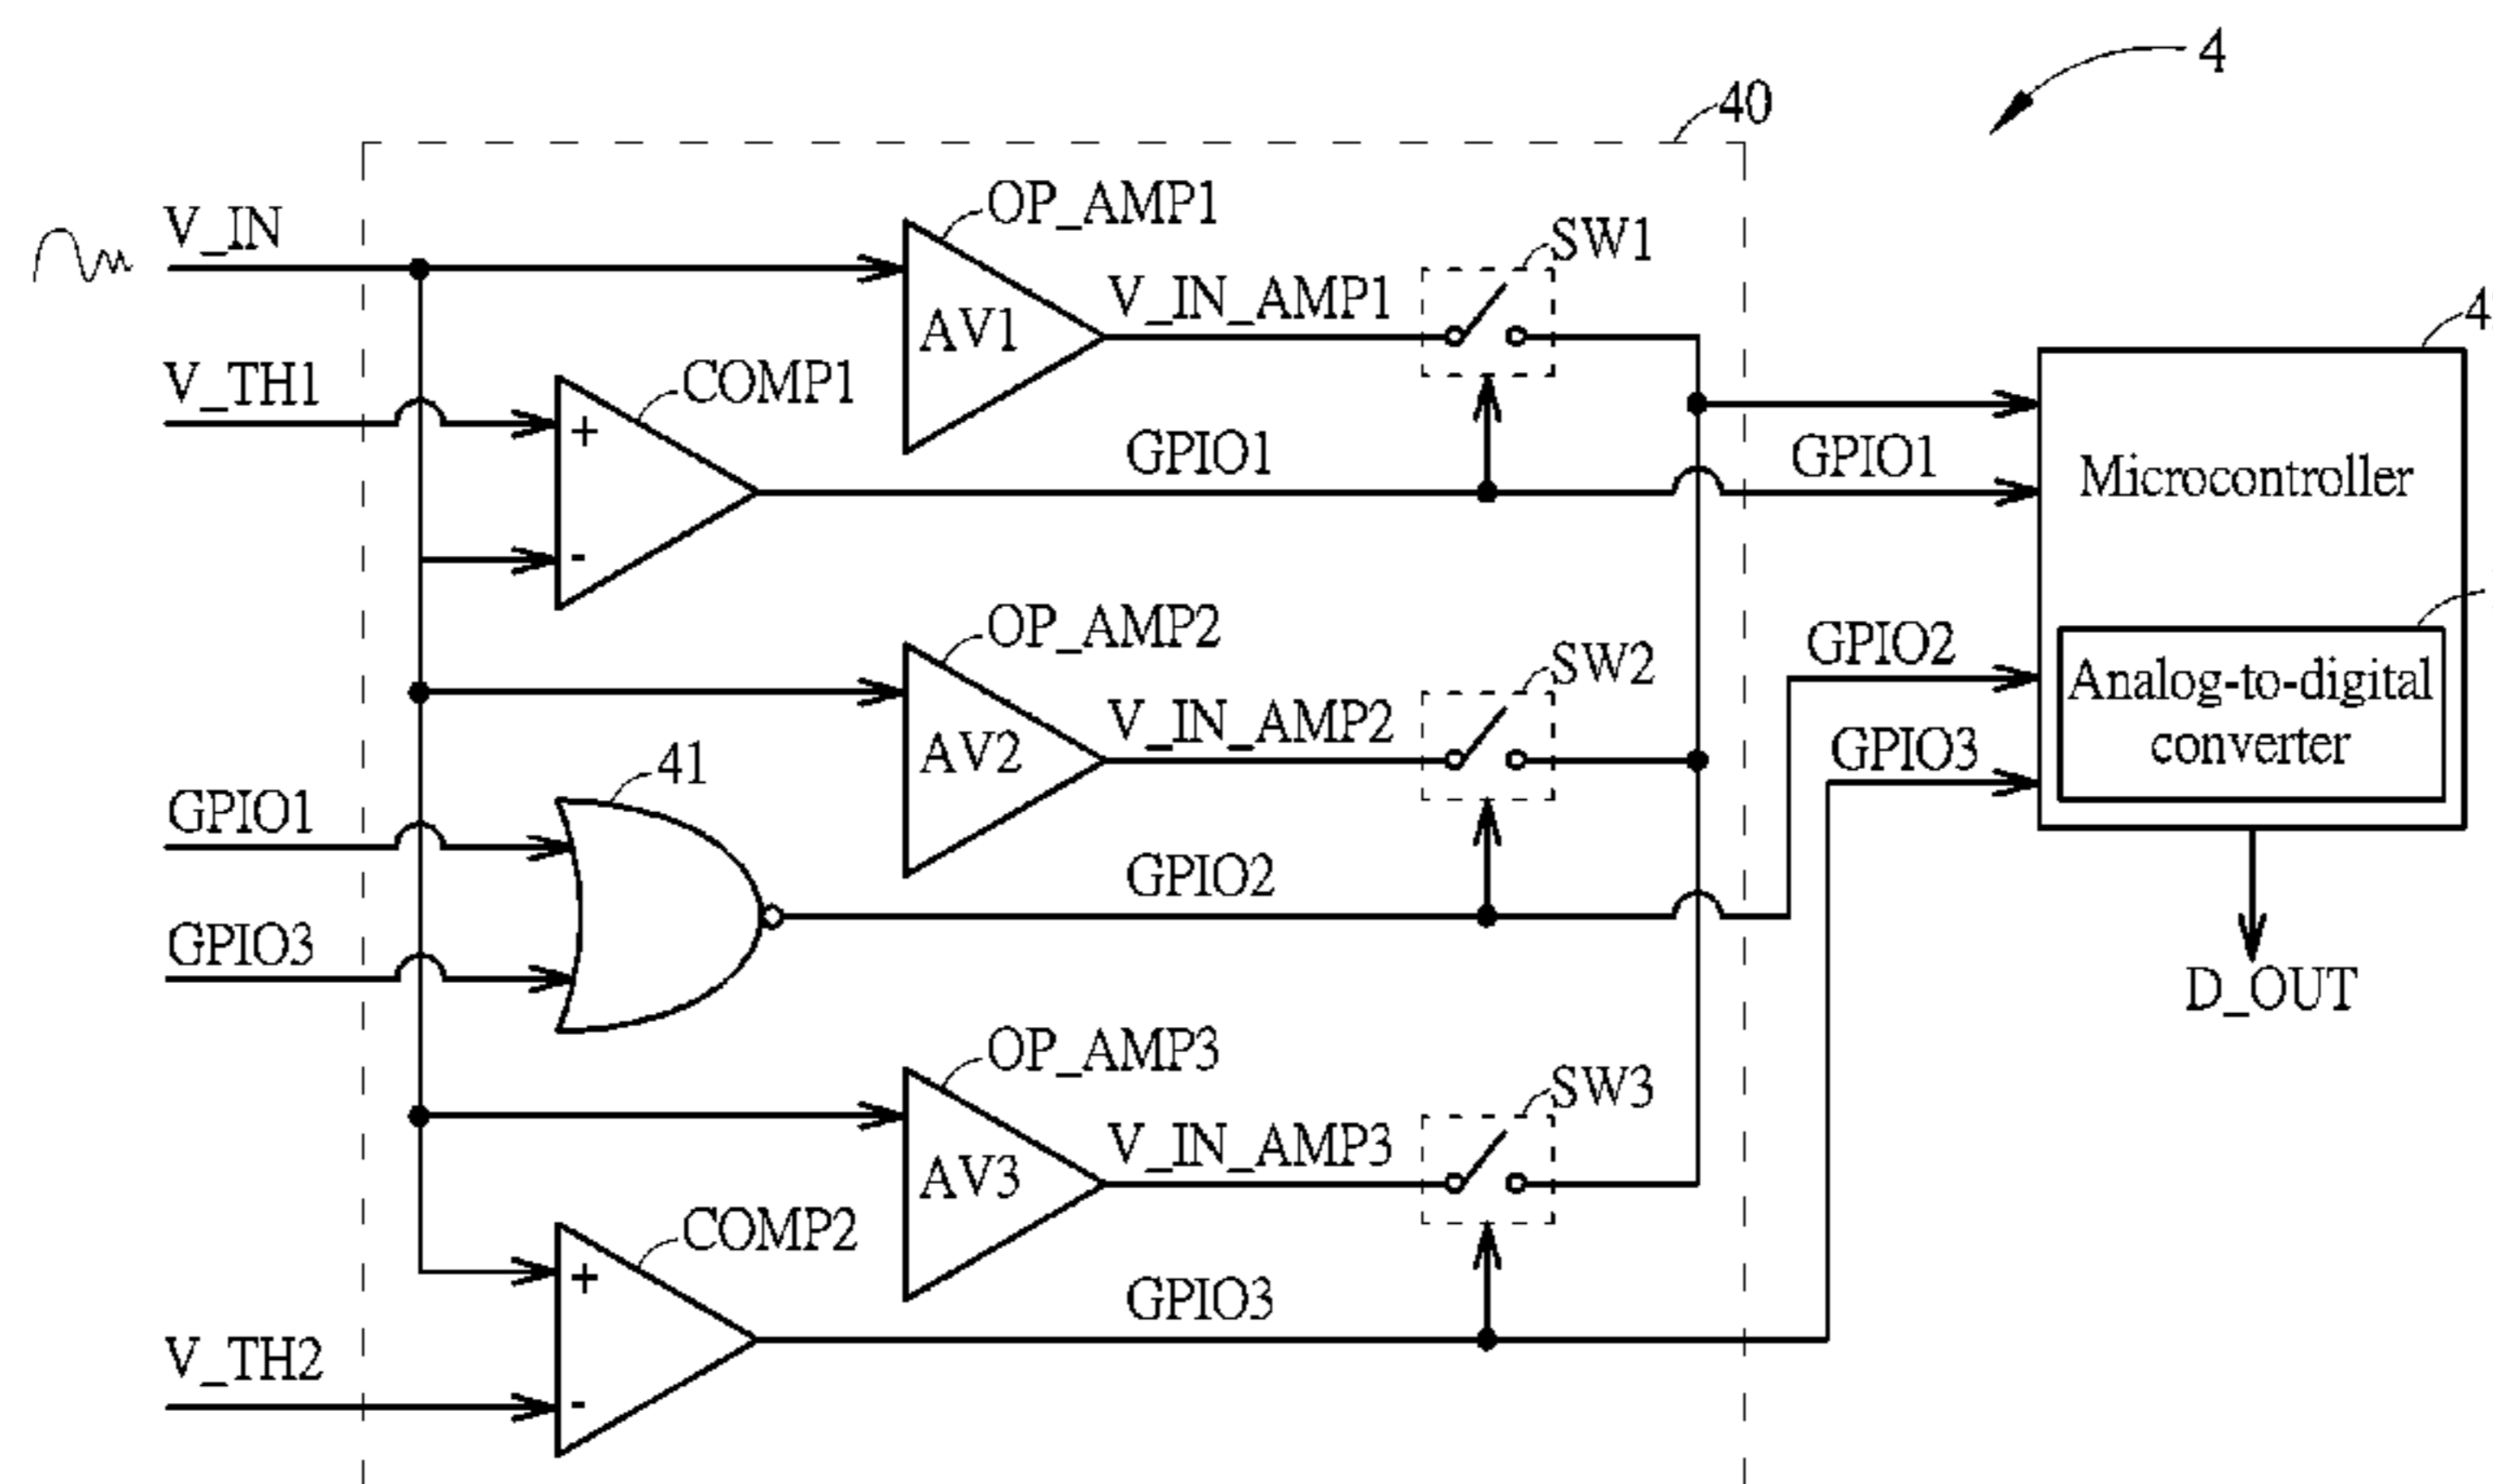 4
40
V_IN
OP_AMP1
SW1
AV1
V_IN_AMP1
V_TH1
+
COMP1
GPIO1
GPIO1
Microcontroller
-
OP_AMP2
SW2
GPIO2
AV2
V_IN_AMP2
Analog-to-digital
converter
GPIO3
41
GPIO1
GPIO2
GPIO3
D_OUT
OP_AMP3
SW3
AV3
V_IN_AMP3
COMP2
+
GPIO3
V_TH2
-